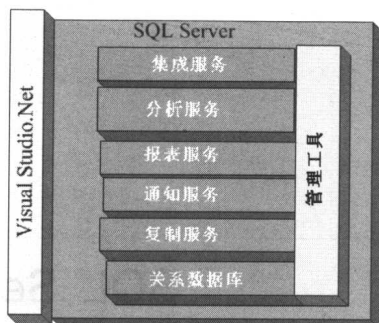 SQL Server
Visual Studio.Net
集成服务
分析服务
报表服务
通知服务
复制服务
关系数据库
管理工具